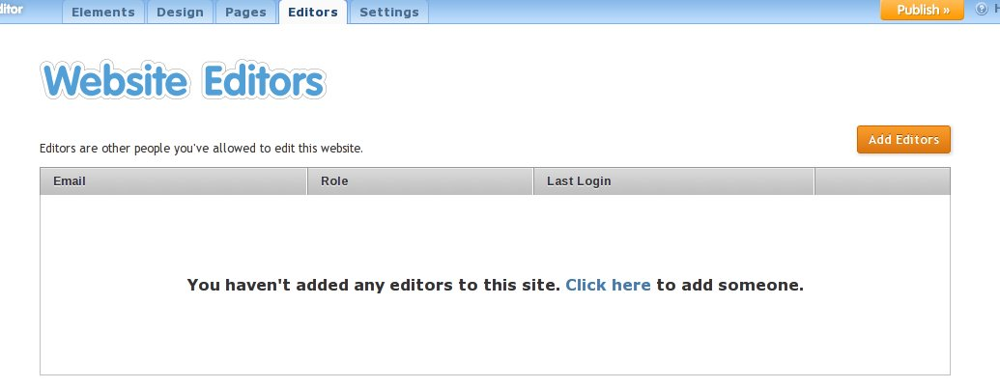 ditor Elements Design Pages Editors Settings Publish » ?
Website Editors
Editors are other people you've allowed to edit this website.
Add Editors
Email Role Last Login
You haven't added any editors to this site. Click here to add someone.